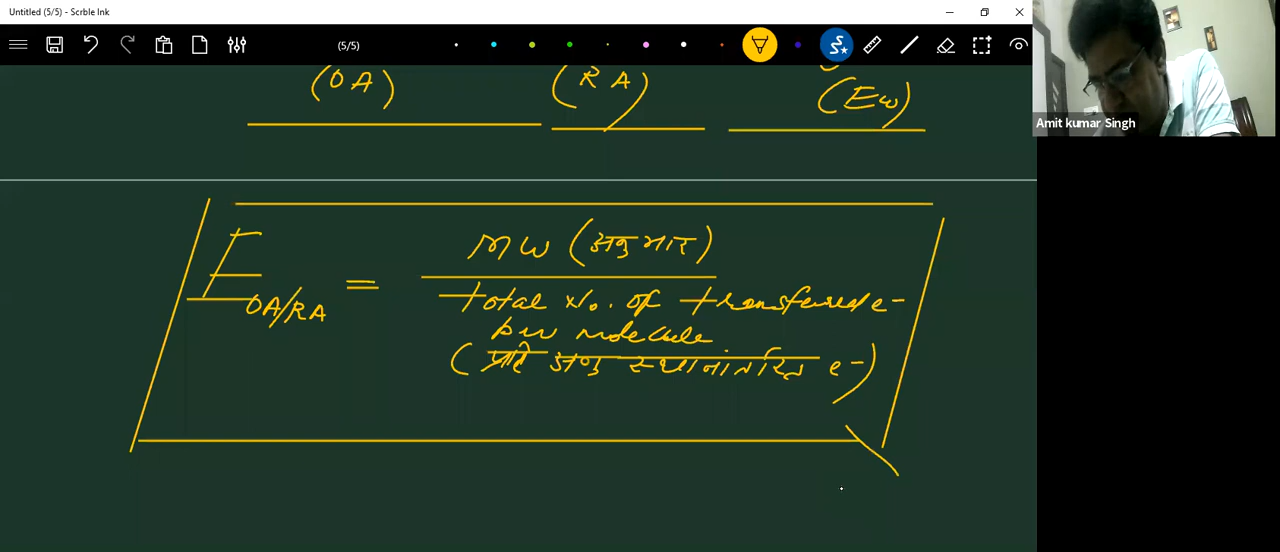 Untitled (5/5) - Scrble Ink
(5/5)
Amit kumar Singh
(OA) (RA) (Ew)
E OA/RA = MW (अणु भार)
total No. of transferred e-
per molecule
(प्रति अणु स्थानांतरित e-)